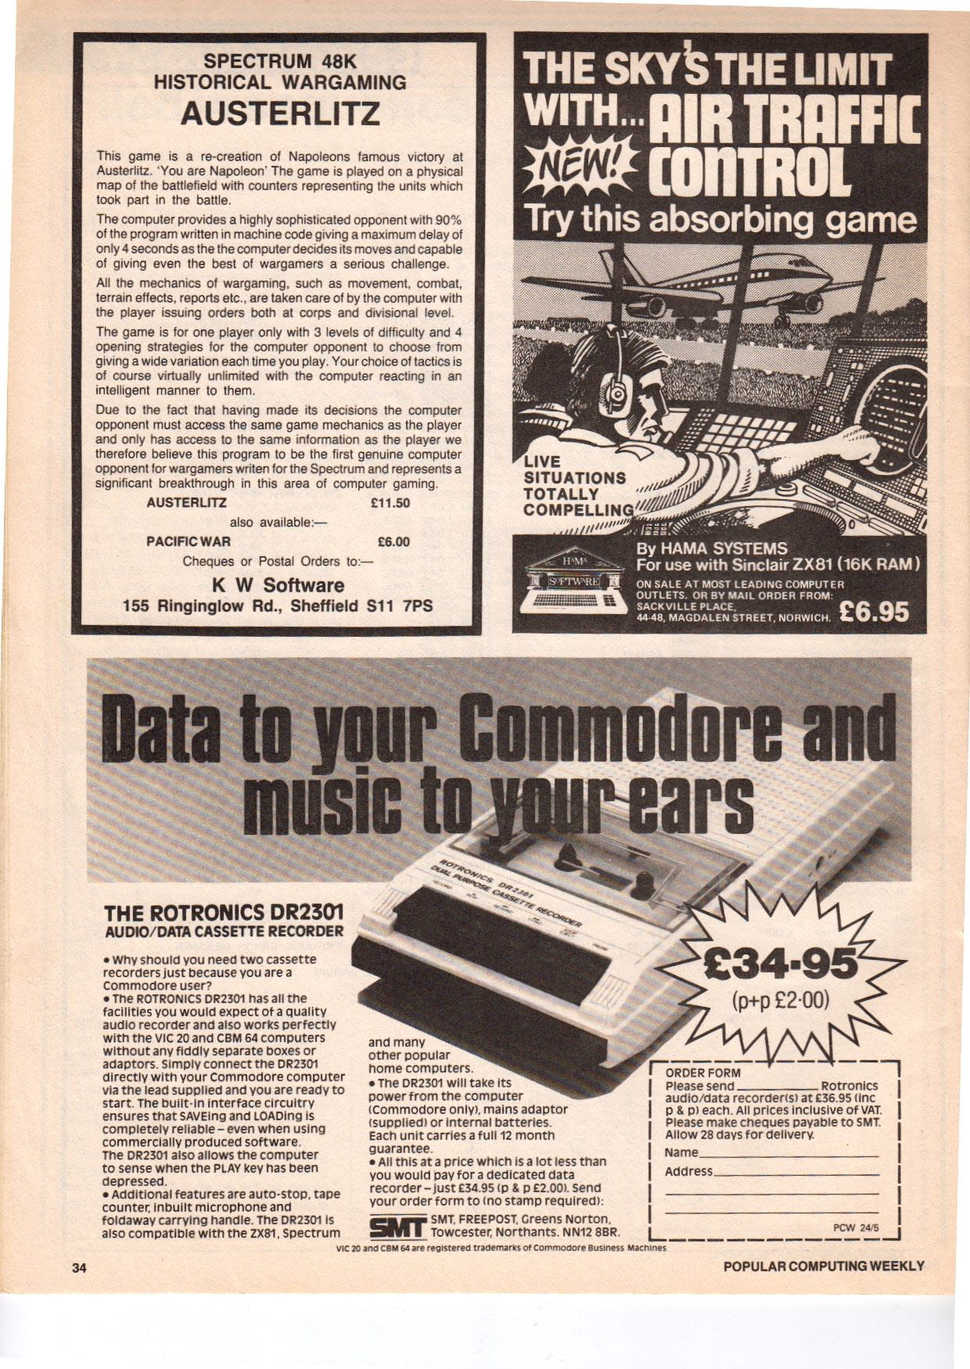 SPECTRUM 48K
HISTORICAL WARGAMING
AUSTERLITZ
This game is a re-creation of Napoleons famous victory at
Austerlitz. 'You are Napoleon' The game is played on a physical
map of the battlefield with counters representing the units which
took part in the battle.
The computer provides a highly sophisticated opponent with 90%
of the program written in machine code giving a maximum delay of
only 4 seconds as the the computer decides its moves and capable
of giving even the best of wargamers a serious challenge.
All the mechanics of wargaming, such as movement, combat,
terrain effects, reports etc., are taken care of by the computer with
the player issuing orders both at corps and divisional level.
The game is for one player only with 3 levels of difficulty and 4
opening strategies for the computer opponent to choose from
giving a wide variation each time you play. Your choice of tactics is
of course virtually unlimited with the computer reacting in an
intelligent manner to them.
Due to the fact that having made its decisions the computer
opponent must access the same game mechanics as the player
and only has access to the same information as the player we
therefore believe this program to be the first genuine computer
opponent for wargamers writen for the Spectrum and represents a
significant breakthrough in this area of computer gaming.
AUSTERLITZ £11.50
also available:—
PACIFIC WAR £6.00
Cheques or Postal Orders to:—
K W Software
155 Ringinglow Rd., Sheffield S11 7PS
THE SKY'S THE LIMIT
WITH... AIR TRAFFIC
NEW! CONTROL
Try this absorbing game
LIVE
SITUATIONS
TOTALLY
COMPELLING
HAMA
SOFTWARE
By HAMA SYSTEMS
For use with Sinclair ZX81 (16K RAM)
ON SALE AT MOST LEADING COMPUTER
OUTLETS. OR BY MAIL ORDER FROM:
SACKVILLE PLACE,
44-48, MAGDALEN STREET, NORWICH. £6.95
Data to your Commodore and
music to your ears
ROTRONICS DR2301
DUAL PURPOSE CASSETTE RECORDER
THE ROTRONICS DR2301
AUDIO/DATA CASSETTE RECORDER
• Why should you need two cassette
recorders just because you are a
Commodore user?
• The ROTRONICS DR2301 has all the
facilities you would expect of a quality
audio recorder and also works perfectly
with the VIC 20 and CBM 64 computers
without any fiddly separate boxes or
adaptors. Simply connect the DR2301
directly with your Commodore computer
via the lead supplied and you are ready to
start. The built-in interface circuitry
ensures that SAVEing and LOADing is
completely reliable – even when using
commercially produced software.
The DR2301 also allows the computer
to sense when the PLAY key has been
depressed.
• Additional features are auto-stop, tape
counter, inbuilt microphone and
foldaway carrying handle. The DR2301 is
also compatible with the ZX81, Spectrum
and many
other popular
home computers.
• The DR2301 will take its
power from the computer
(Commodore only), mains adaptor
(supplied) or internal batteries.
Each unit carries a full 12 month
guarantee.
• All this at a price which is a lot less than
you would pay for a dedicated data
recorder – just £34.95 (p & p £2.00). Send
your order form to (no stamp required):
SMT SMT, FREEPOST, Greens Norton,
Towcester, Northants. NN12 8BR.
£34·95
(p+p £2·00)
ORDER FORM
Please send Rotronics
audio/data recorder(s) at £36.95 (inc
p & p) each. All prices inclusive of VAT.
Please make cheques payable to SMT.
Allow 28 days for delivery.
Name
Address
PCW 24/5
VIC 20 and CBM 64 are registered trademarks of Commodore Business Machines
34 POPULAR COMPUTING WEEKLY